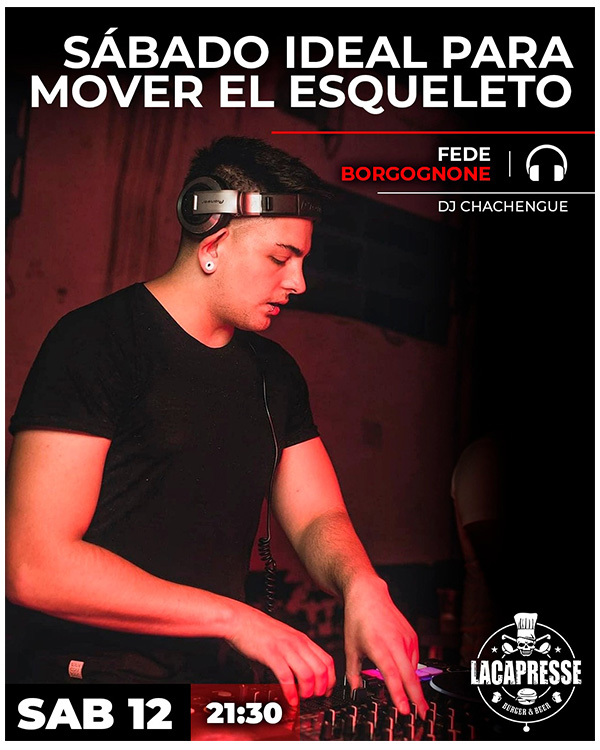 SÁBADO IDEAL PARA
MOVER EL ESQUELETO
FEDE
BORGOGNONE
DJ CHACHENGUE
LACAPRESSE
BURGER & BEER
SAB 12
21:30